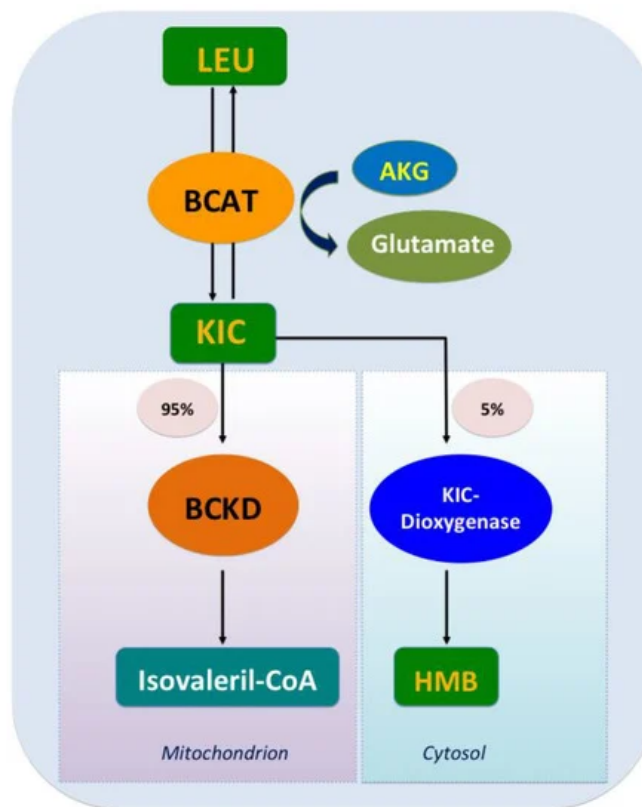 LEU
BCAT
AKG
Glutamate
KIC
95%
5%
BCKD
KIC-
Dioxygenase
Isovaleril-CoA
HMB
Mitochondrion
Cytosol